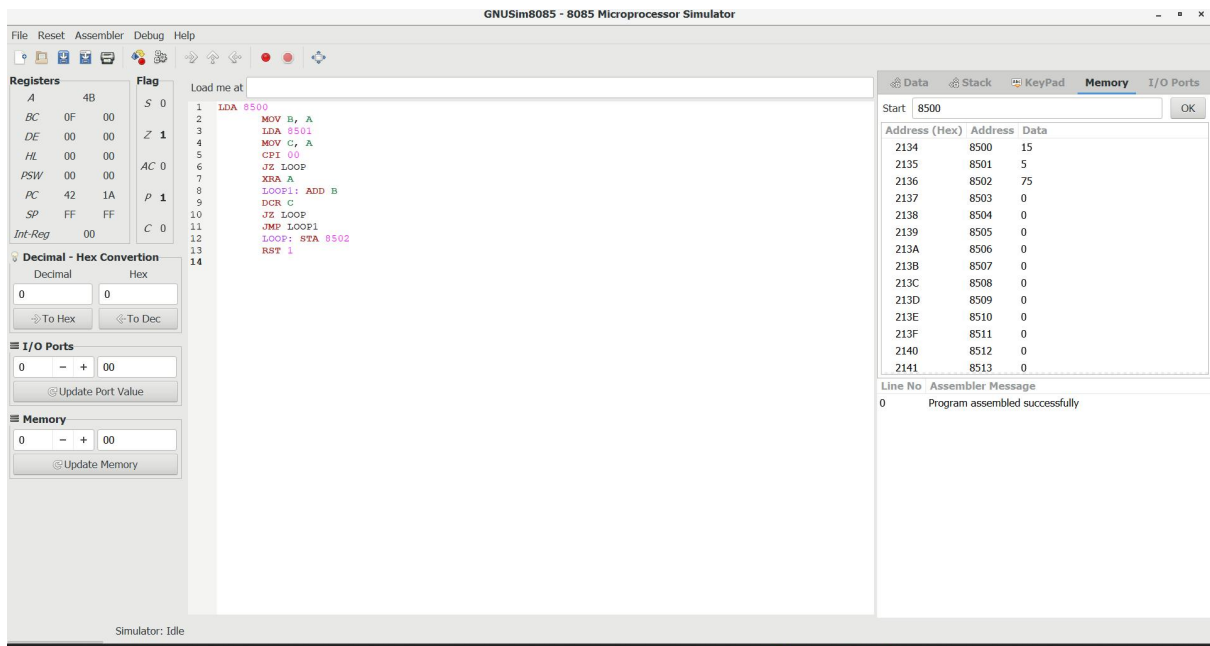 GNUSim8085 - 8085 Microprocessor Simulator
File Reset Assembler Debug Help
Registers
A 4B
BC 0F 00
DE 00 00
HL 00 00
PSW 00 00
PC 42 1A
SP FF FF
Int-Reg 00
Flag
S 0
Z 1
AC 0
P 1
C 0
Decimal - Hex Convertion
Decimal Hex
0 0
To Hex To Dec
I/O Ports
0 − + 00
Update Port Value
Memory
0 − + 00
Update Memory
Load me at
1 LDA 8500
2 MOV B, A
3 LDA 8501
4 MOV C, A
5 CPI 00
6 JZ LOOP
7 XRA A
8 LOOP1: ADD B
9 DCR C
10 JZ LOOP
11 JMP LOOP1
12 LOOP: STA 8502
13 RST 1
14
Data Stack KeyPad Memory I/O Ports
Start 8500 OK
Address (Hex) Address Data
2134 8500 15
2135 8501 5
2136 8502 75
2137 8503 0
2138 8504 0
2139 8505 0
213A 8506 0
213B 8507 0
213C 8508 0
213D 8509 0
213E 8510 0
213F 8511 0
2140 8512 0
2141 8513 0
Line No Assembler Message
0 Program assembled successfully
Simulator: Idle